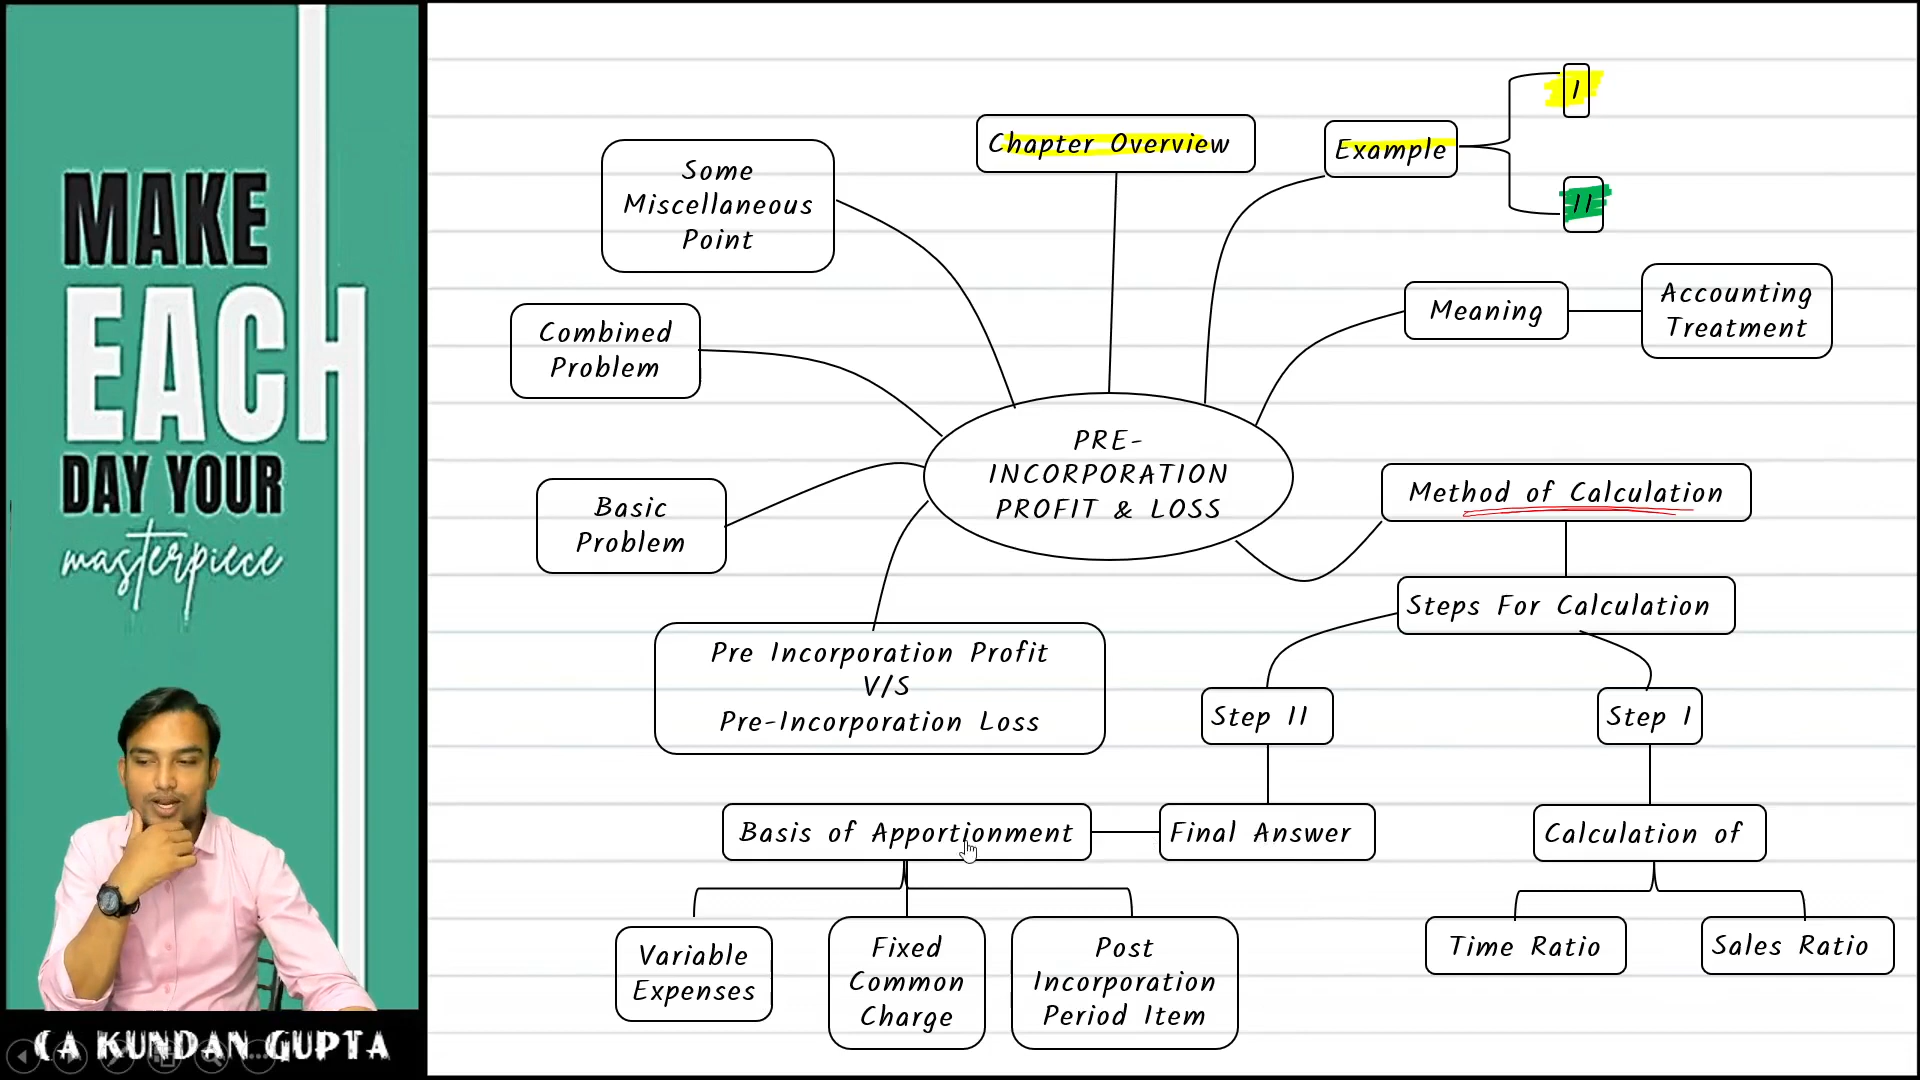 MAKE
EACH
DAY YOUR
masterpiece
CA KUNDAN GUPTA
Chapter Overview
Example
I
II
Some
Miscellaneous
Point
Meaning
Accounting
Treatment
Combined
Problem
PRE-
INCORPORATION
PROFIT & LOSS
Method of Calculation
Basic
Problem
Steps For Calculation
Pre Incorporation Profit
V/S
Pre-Incorporation Loss
Step II
Step I
Basis of Apportionment
Final Answer
Calculation of
Variable
Expenses
Fixed
Common
Charge
Post
Incorporation
Period Item
Time Ratio
Sales Ratio